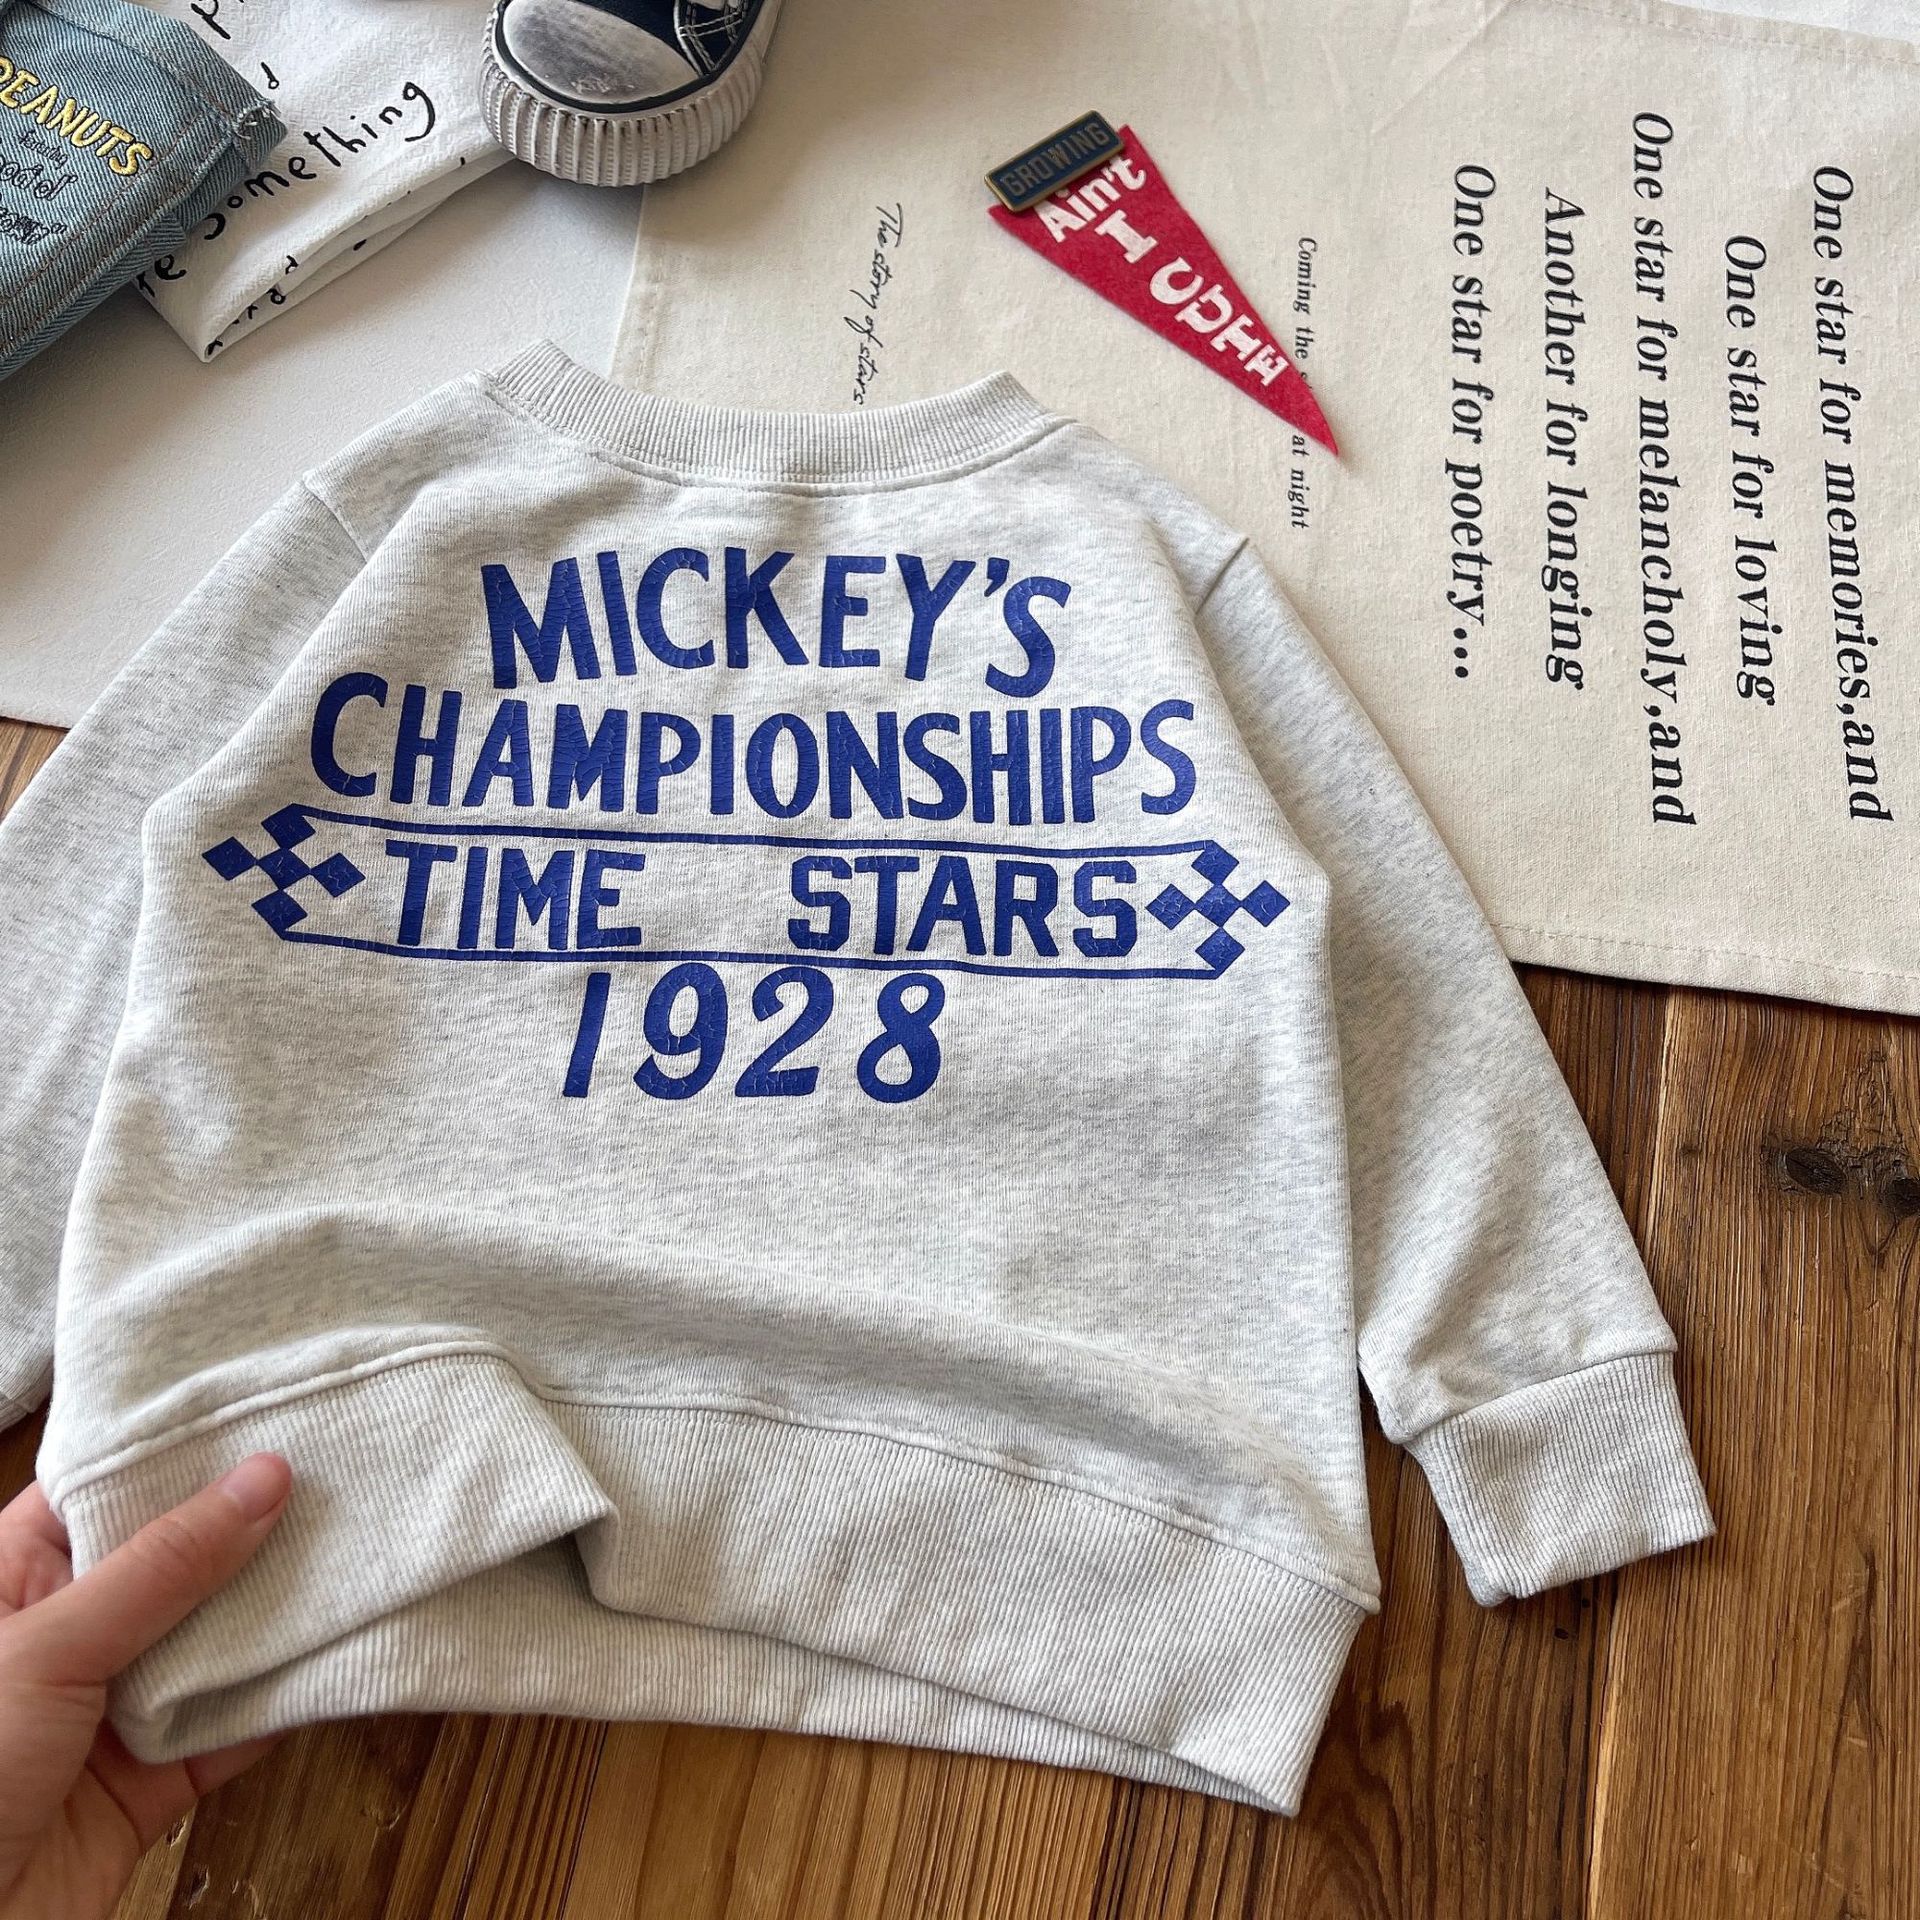 PEANUTS
Something
The story of stars
GROWING
Ain't
Coming the
at night
One star for memories,and
One star for loving
One star for melancholy,and
Another for longing
One star for poetry...
MICKEY'S
CHAMPIONSHIPS
TIME STARS
1928